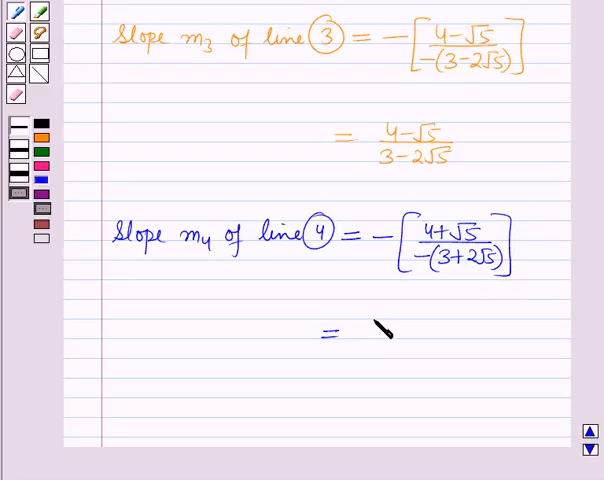 Slope m₃ of line ③ = -[(4-√5)/(-(3-2√5))]
= (4-√5)/(3-2√5)
Slope m₄ of line ④ = -[(4+√5)/(-(3+2√5))]
=